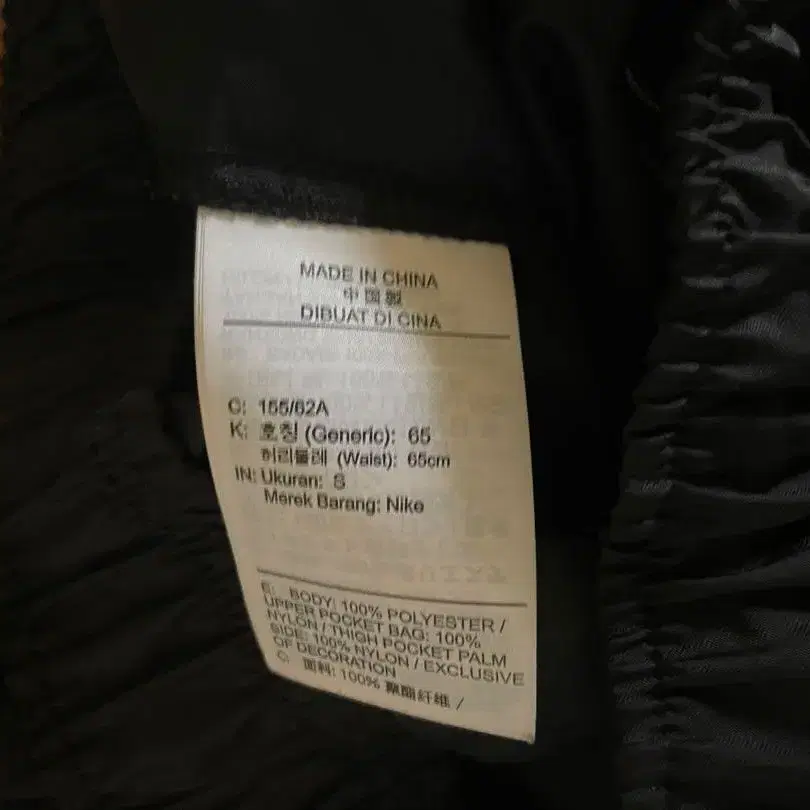 MADE IN CHINA
中国製
DIBUAT DI CINA
C: 155/62A
K: 호칭 (Generic): 65
허리둘레 (Waist): 65cm
IN: Ukuran: S
Merek Barang: Nike
E: BODY: 100% POLYESTER /
UPPER POCKET BAG: 100%
NYLON / THIGH POCKET PALM
SIDE: 100% NYLON / EXCLUSIVE
OF DECORATION
C: 面料: 100% 聚酯纤维 /